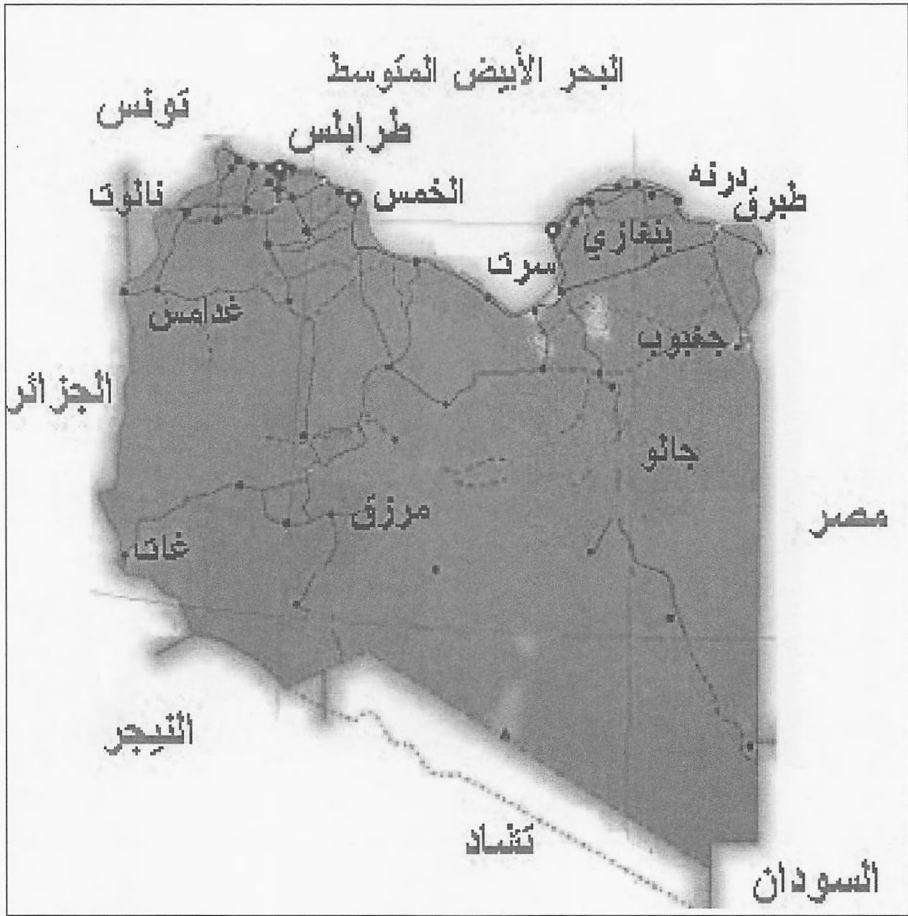 البحر الأبيض المتوسط
تونس
طرابلس
درنه
نالوت
الخمس
طبرق
بنغازي
سرت
غدامس
جغبوب
الجزائر
جالو
مرزق
مصر
غات
النيجر
تشاد
السودان